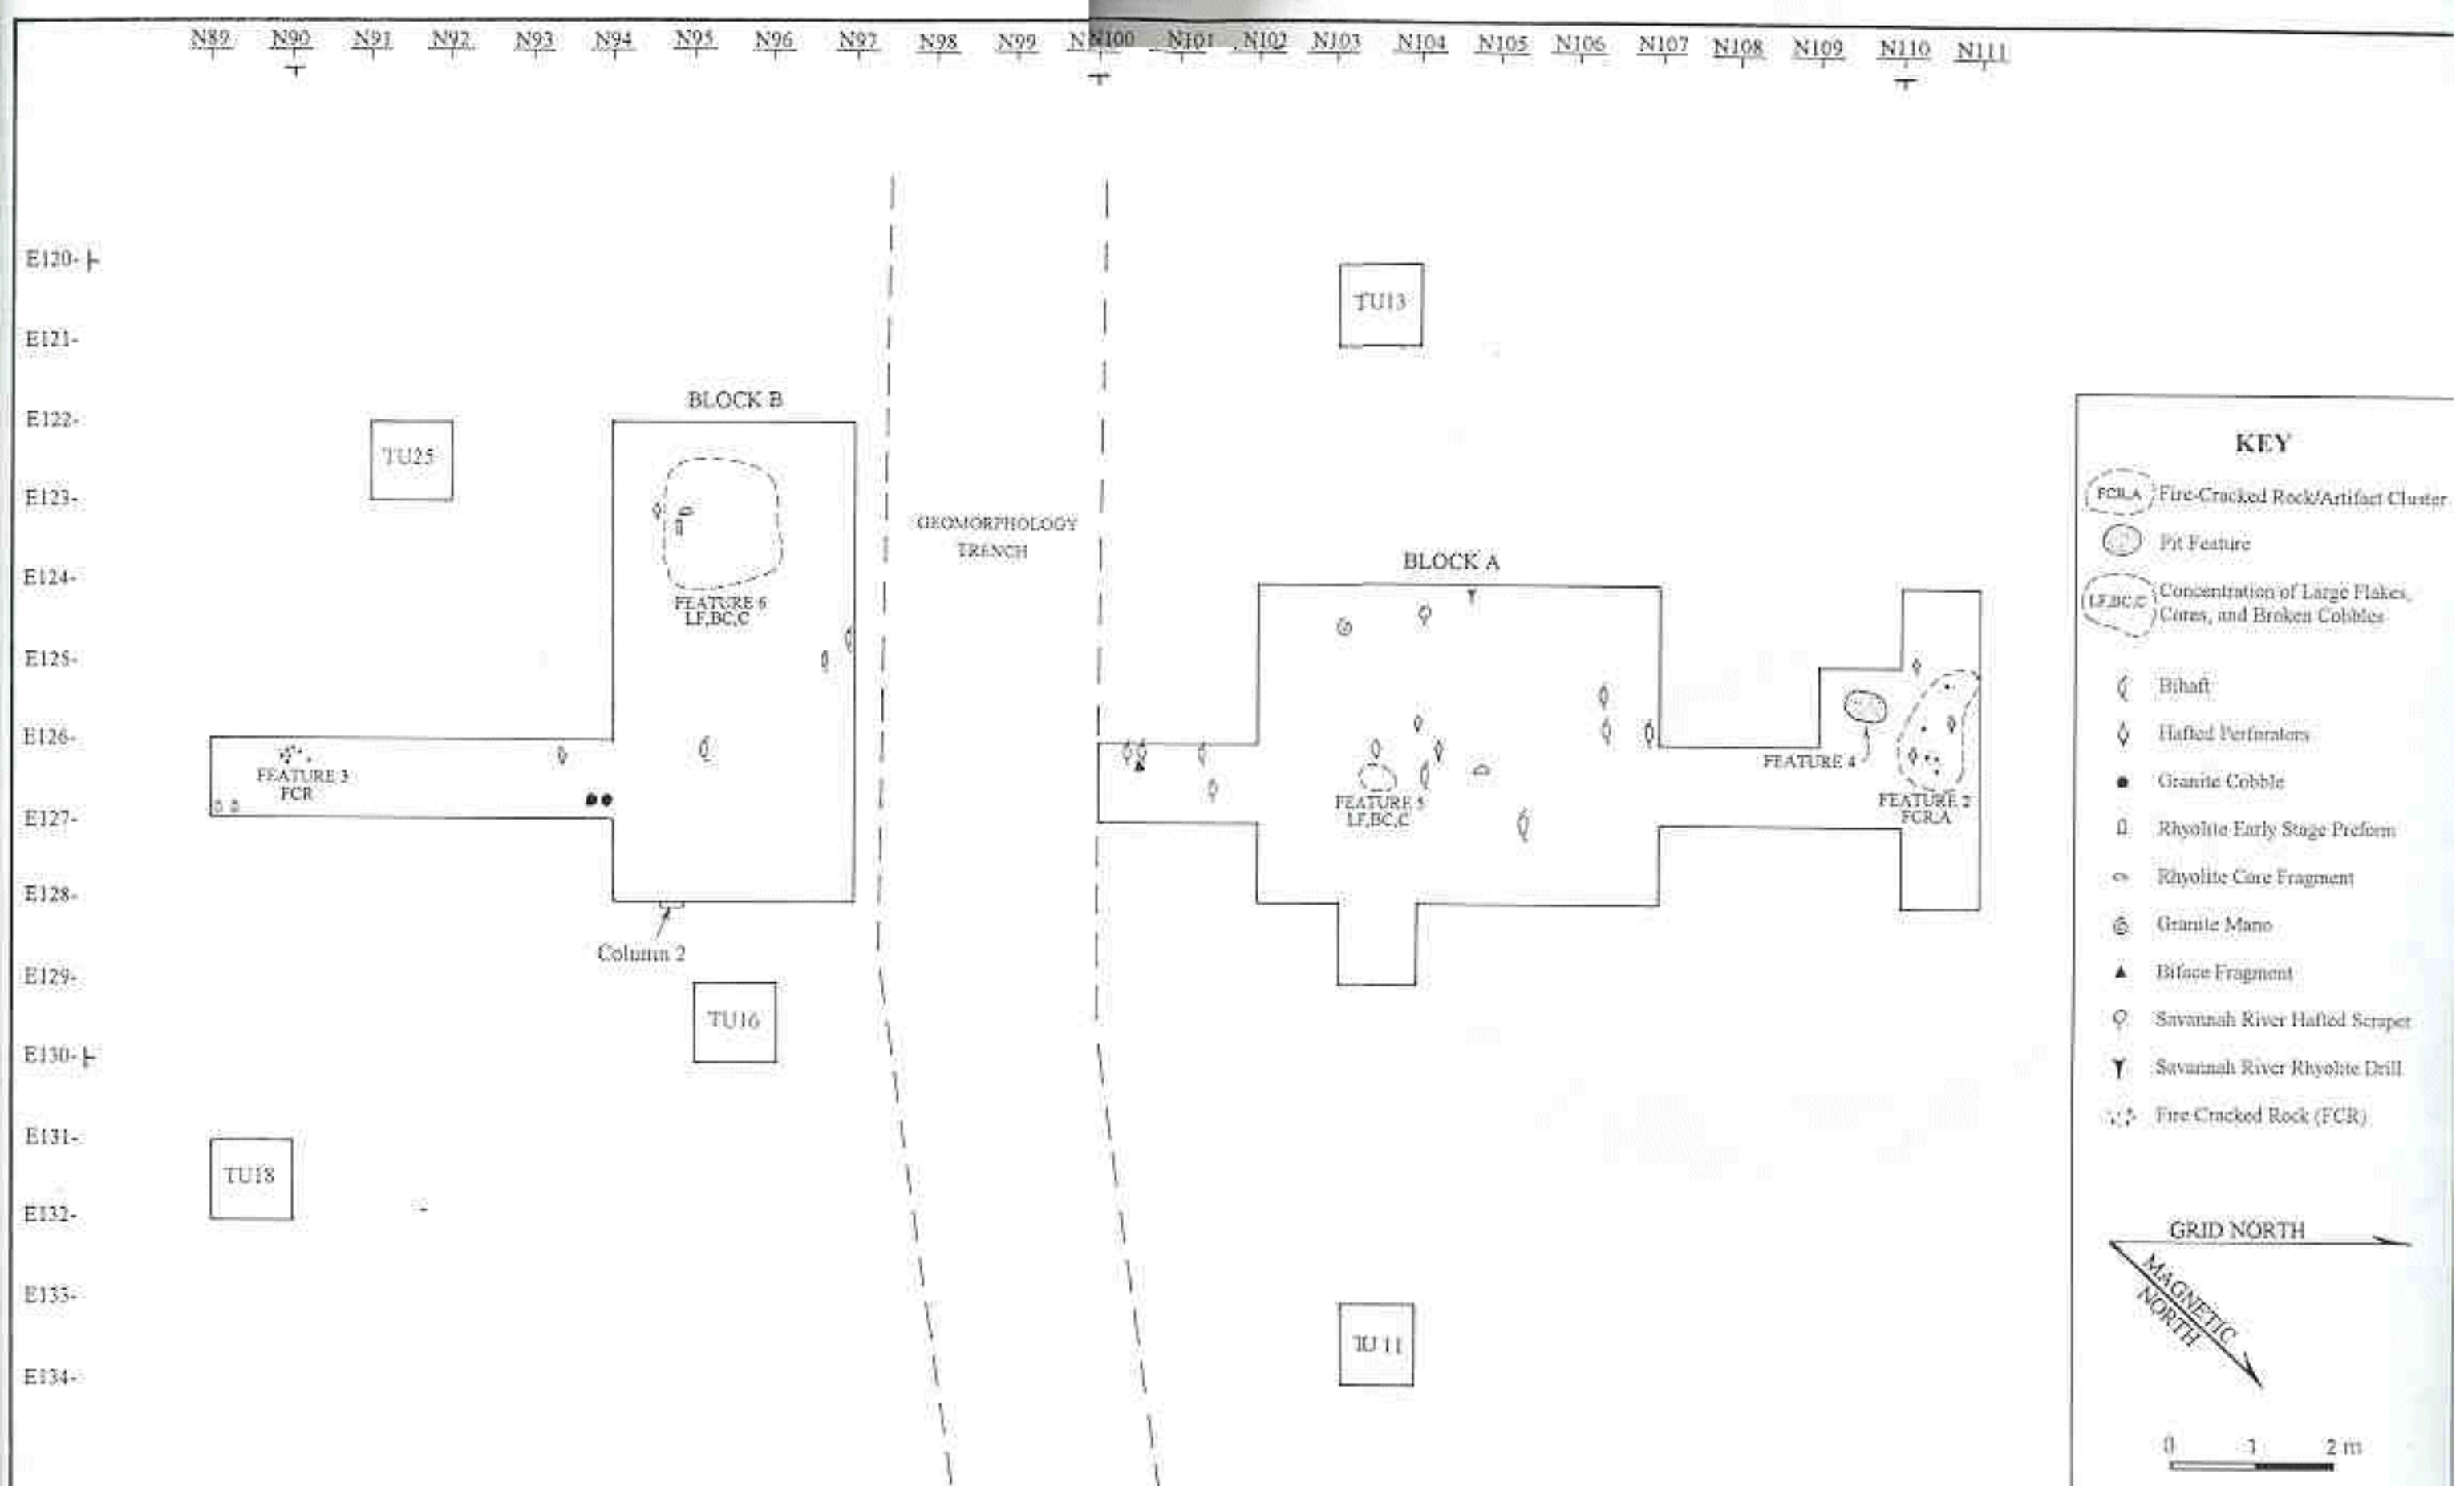 N89 N90 N91 N92 N93 N94 N95 N96 N97 N98 N99 N100 N101 N102 N103 N104 N105 N106 N107 N108 N109 N110 N111
E120-
E121-
E122-
E123-
E124-
E125-
E126-
E127-
E128-
E129-
E130-
E131-
E132-
E133-
E134-
TU13
BLOCK B
TU25
GEOMORPHOLOGY
TRENCH
FEATURE 6
LF,BC,C
BLOCK A
FEATURE 3
FCR
FEATURE 5
LF,BC,C
FEATURE 4
FEATURE 2
FCR,A
Column 2
TU16
TU18
TU 11
KEY
FCR,A Fire-Cracked Rock/Artifact Cluster
Pit Feature
LF,BC,C Concentration of Large Flakes,
Cores, and Broken Cobbles
Bihaft
Hafted Perforators
Granite Cobble
Rhyolite Early Stage Preform
Rhyolite Core Fragment
Granite Mano
Biface Fragment
Savannah River Hafted Scraper
Savannah River Rhyolite Drill
Fire Cracked Rock (FCR)
GRID NORTH
MAGNETIC
NORTH
0 1 2 m